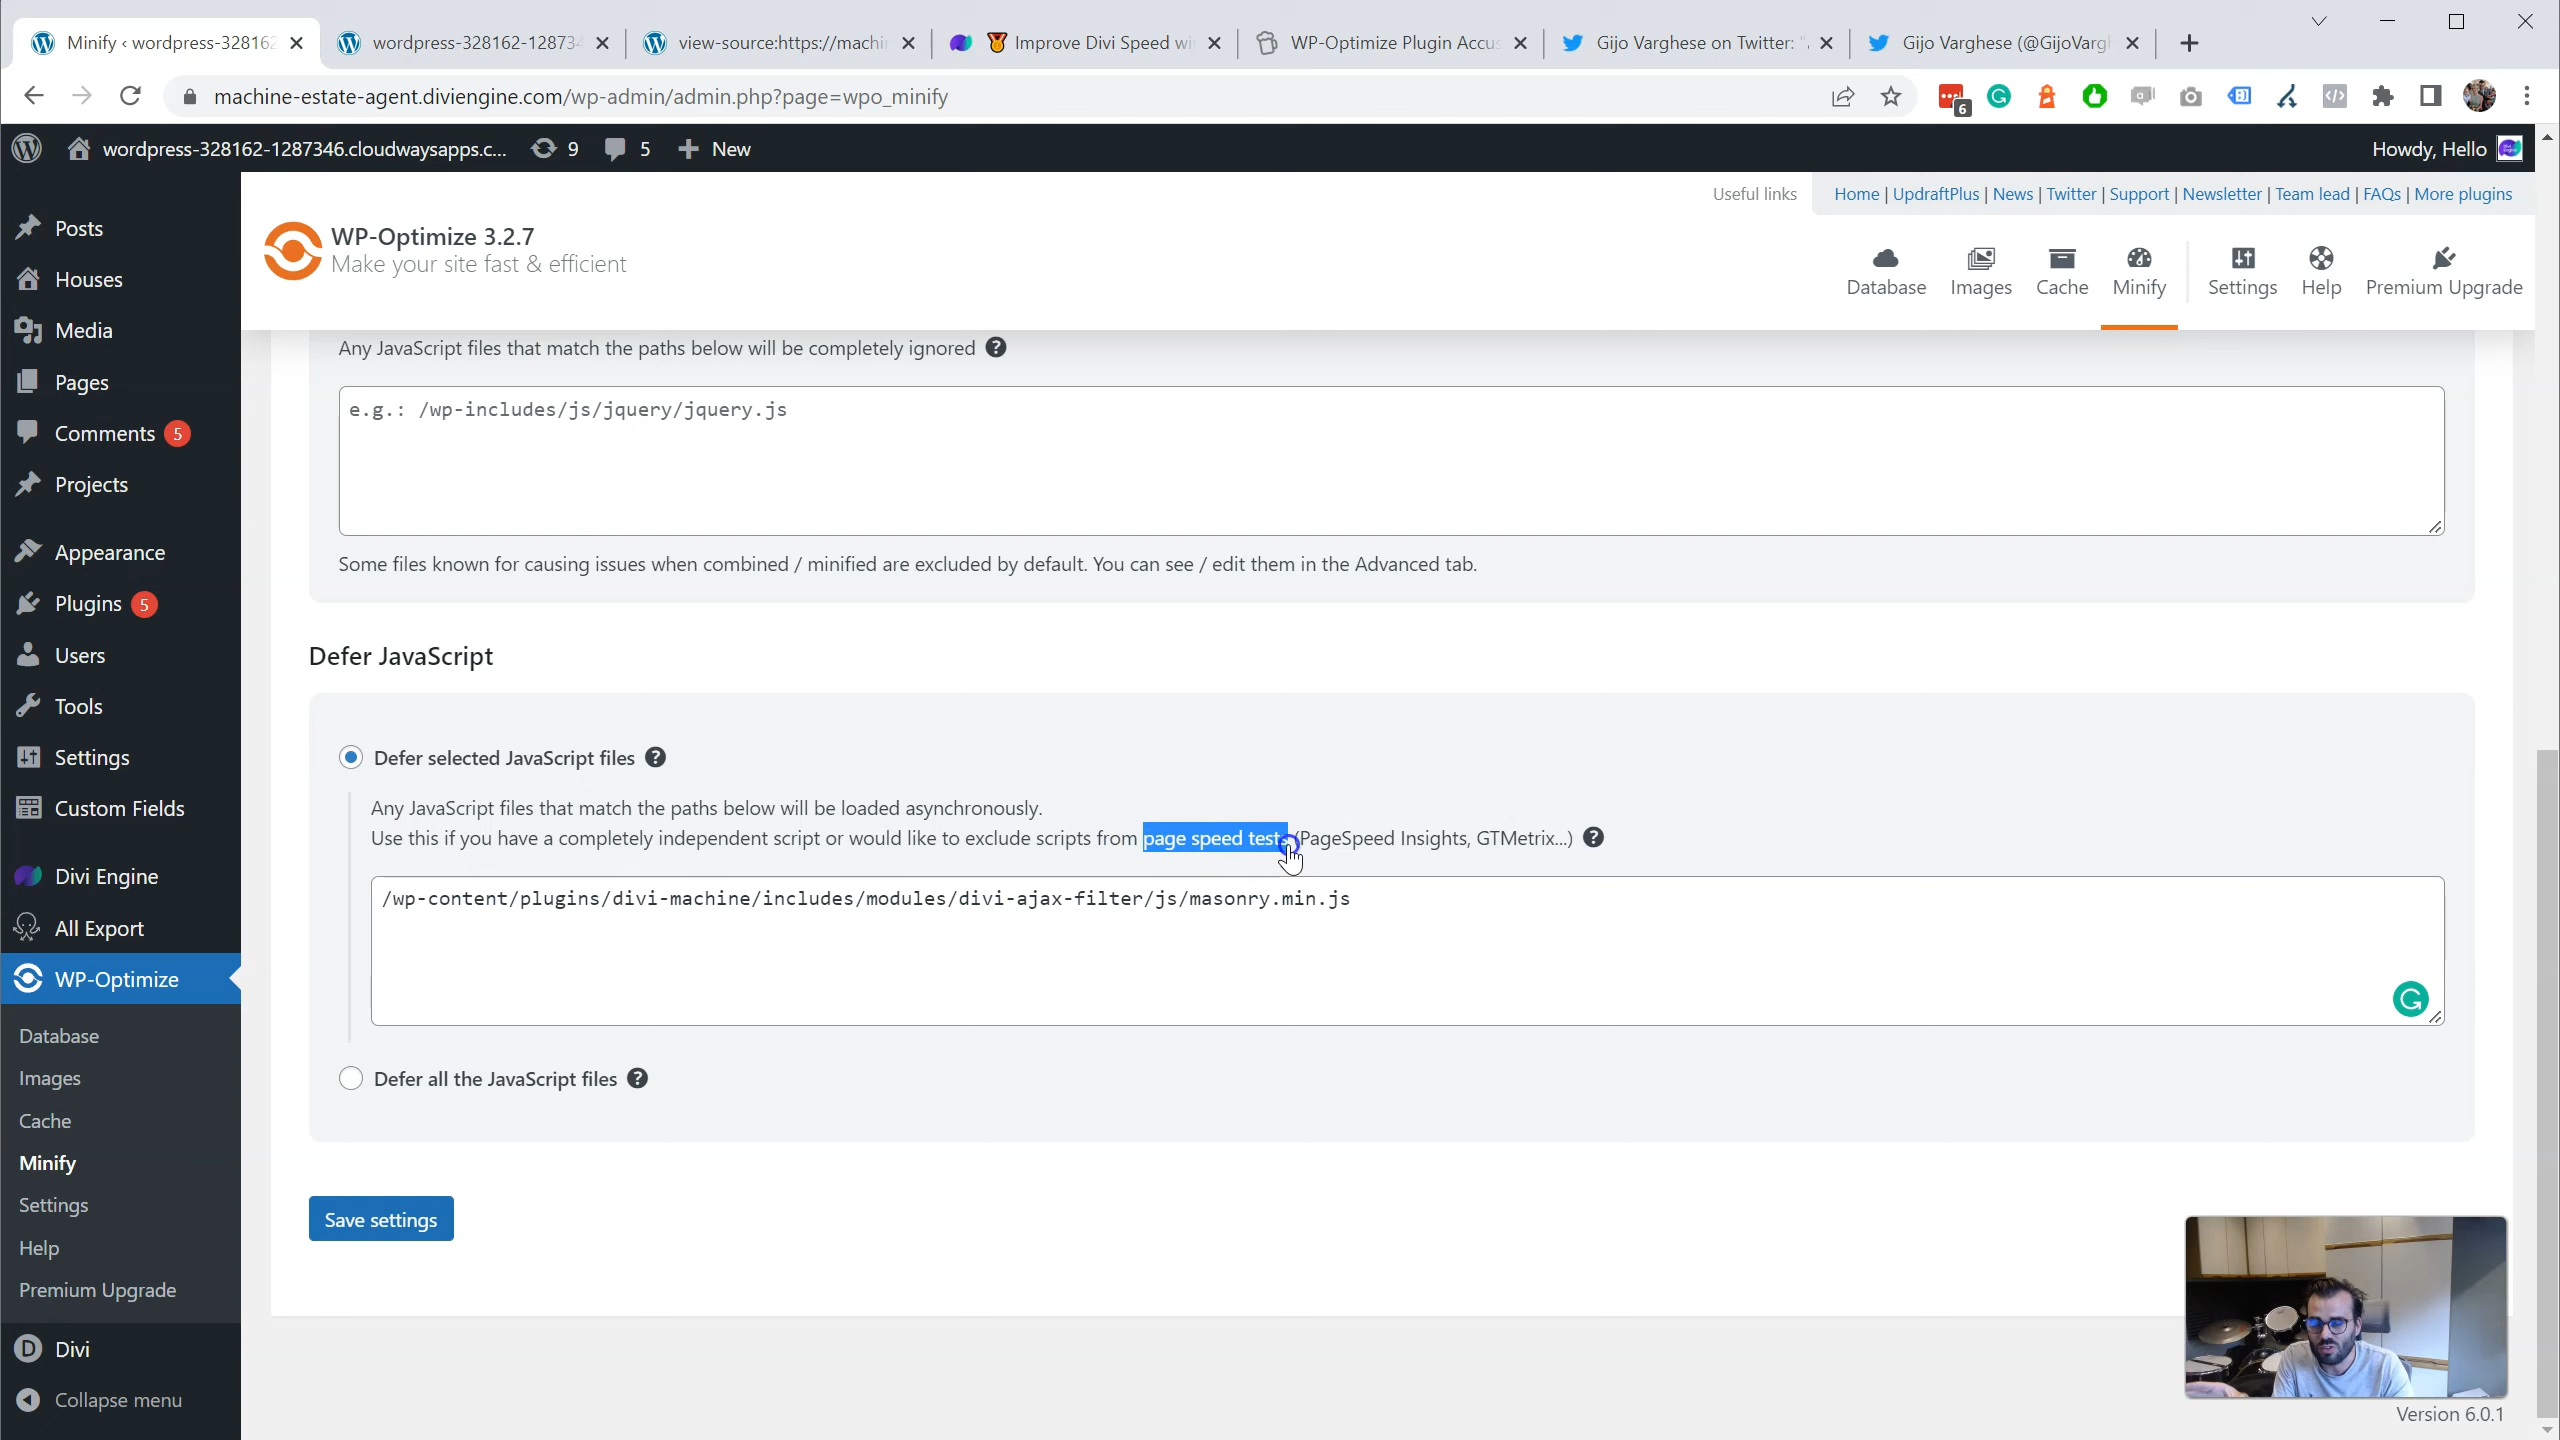 Minify ‹ wordpress-328162
wordpress-328162-12873
view-source:https://machi
Improve Divi Speed wi
WP-Optimize Plugin Accus
Gijo Varghese on Twitter: "
Gijo Varghese (@GijoVarg
machine-estate-agent.diviengine.com/wp-admin/admin.php?page=wpo_minify
6
wordpress-328162-1287346.cloudwaysapps.c...
9
5
New
Howdy, Hello
Posts
Houses
Media
Pages
Comments 5
Projects
Appearance
Plugins 5
Users
Tools
Settings
Custom Fields
Divi Engine
All Export
WP-Optimize
Database
Images
Cache
Minify
Settings
Help
Premium Upgrade
Divi
Collapse menu
Useful links
Home | UpdraftPlus | News | Twitter | Support | Newsletter | Team lead | FAQs | More plugins
WP-Optimize 3.2.7
Make your site fast & efficient
Database
Images
Cache
Minify
Settings
Help
Premium Upgrade
Any JavaScript files that match the paths below will be completely ignored
e.g.: /wp-includes/js/jquery/jquery.js
Some files known for causing issues when combined / minified are excluded by default. You can see / edit them in the Advanced tab.
Defer JavaScript
Defer selected JavaScript files
Any JavaScript files that match the paths below will be loaded asynchronously.
Use this if you have a completely independent script or would like to exclude scripts from page speed tests (PageSpeed Insights, GTMetrix...)
/wp-content/plugins/divi-machine/includes/modules/divi-ajax-filter/js/masonry.min.js
Defer all the JavaScript files
Save settings
Version 6.0.1